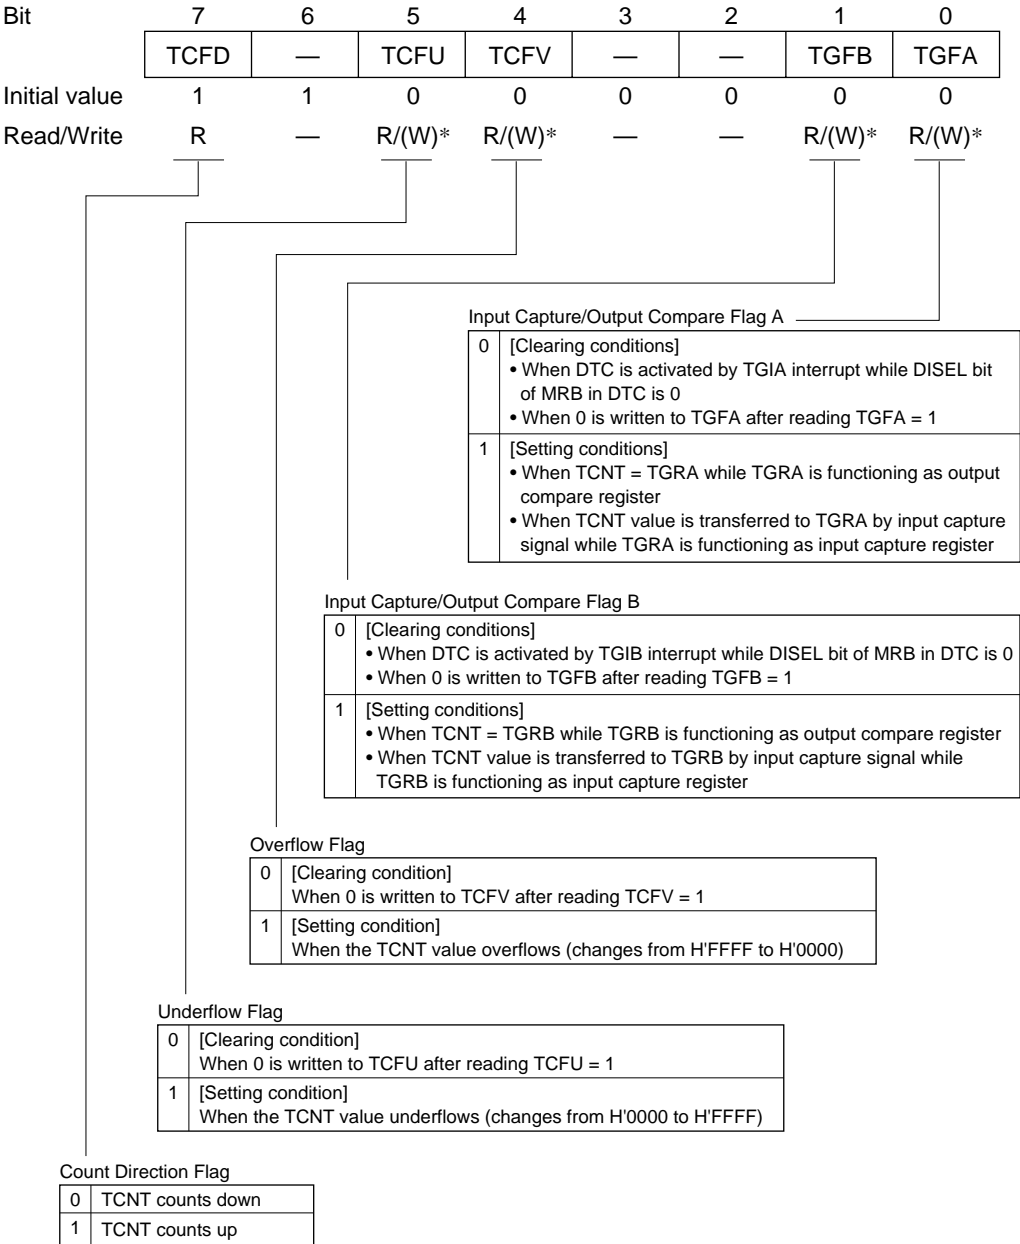 Bit 7 6 5 4 3 2 1 0
TCFD — TCFU TCFV — — TGFB TGFA
Initial value 1 1 0 0 0 0 0 0
Read/Write R — R/(W)* R/(W)* — — R/(W)* R/(W)*
Input Capture/Output Compare Flag A
0 [Clearing conditions]
• When DTC is activated by TGIA interrupt while DISEL bit
of MRB in DTC is 0
• When 0 is written to TGFA after reading TGFA = 1
1 [Setting conditions]
• When TCNT = TGRA while TGRA is functioning as output
compare register
• When TCNT value is transferred to TGRA by input capture
signal while TGRA is functioning as input capture register
Input Capture/Output Compare Flag B
0 [Clearing conditions]
• When DTC is activated by TGIB interrupt while DISEL bit of MRB in DTC is 0
• When 0 is written to TGFB after reading TGFB = 1
1 [Setting conditions]
• When TCNT = TGRB while TGRB is functioning as output compare register
• When TCNT value is transferred to TGRB by input capture signal while
TGRB is functioning as input capture register
Overflow Flag
0 [Clearing condition]
When 0 is written to TCFV after reading TCFV = 1
1 [Setting condition]
When the TCNT value overflows (changes from H'FFFF to H'0000)
Underflow Flag
0 [Clearing condition]
When 0 is written to TCFU after reading TCFU = 1
1 [Setting condition]
When the TCNT value underflows (changes from H'0000 to H'FFFF)
Count Direction Flag
0 TCNT counts down
1 TCNT counts up